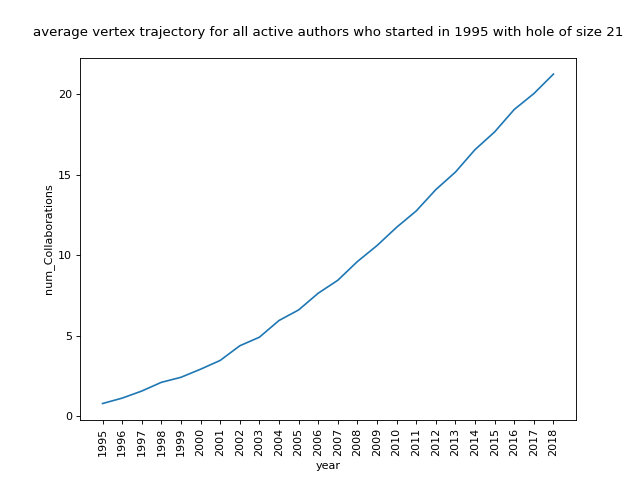 average vertex trajectory for all active authors who started in 1995 with hole of size 21
20
15
10
5
0
num_Collaborations
1995 1996 1997 1998 1999 2000 2001 2002 2003 2004 2005 2006 2007 2008 2009 2010 2011 2012 2013 2014 2015 2016 2017 2018
year